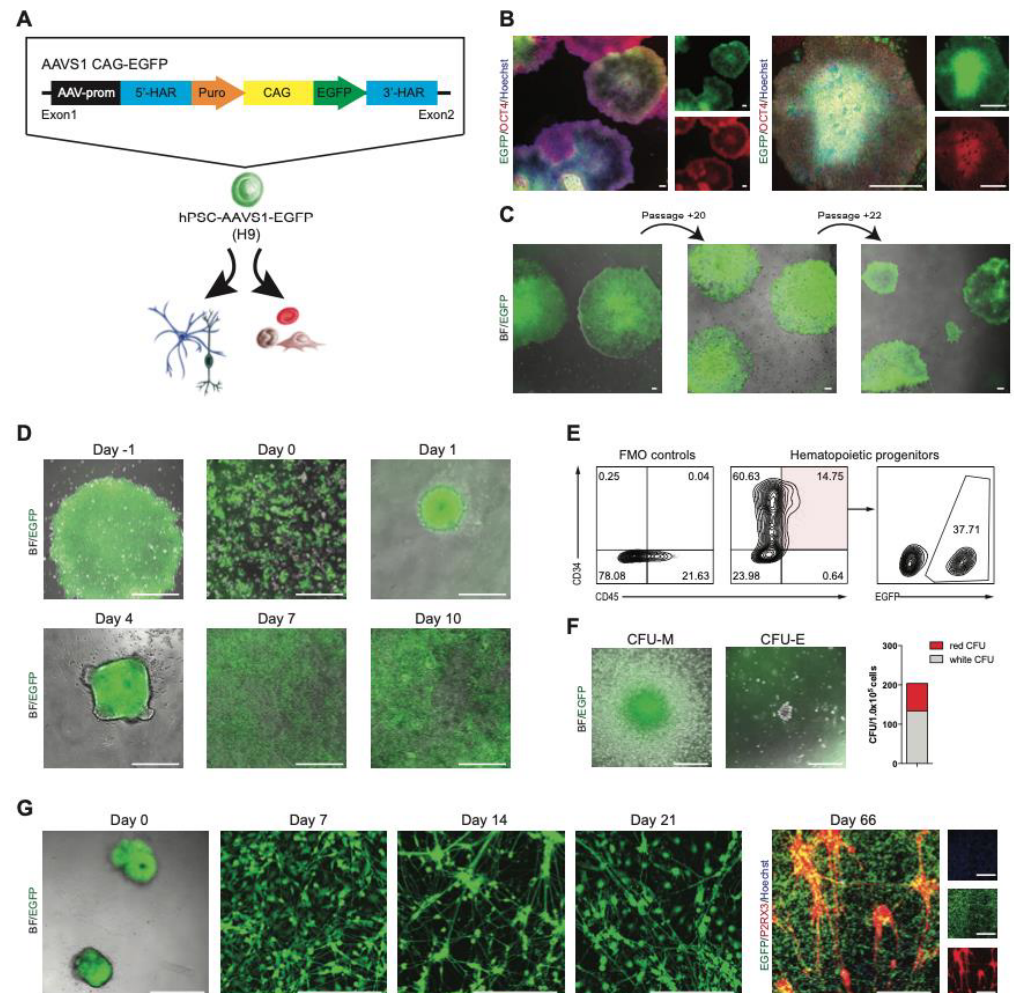 A
AAVS1 CAG-EGFP
AAV-prom 5'-HAR Puro CAG EGFP 3'-HAR
Exon1 Exon2
hPSC-AAVS1-EGFP
(H9)
B
EGFP/OCT4/Hoechst
EGFP/OCT4/Hoechst
C
Passage +20 Passage +22
BF/EGFP
D
Day -1 Day 0 Day 1
BF/EGFP
Day 4 Day 7 Day 10
BF/EGFP
E
FMO controls Hematopoietic progenitors
0.25 0.04 60.63 14.75
37.71
78.08 21.63 23.98 0.64
CD34
CD45 EGFP
F
CFU-M CFU-E
BF/EGFP
CFU/1.0x10⁵ cells
300
200
100
0
red CFU
white CFU
G
Day 0 Day 7 Day 14 Day 21 Day 66
BF/EGFP
EGFP/P2RX3/Hoechst